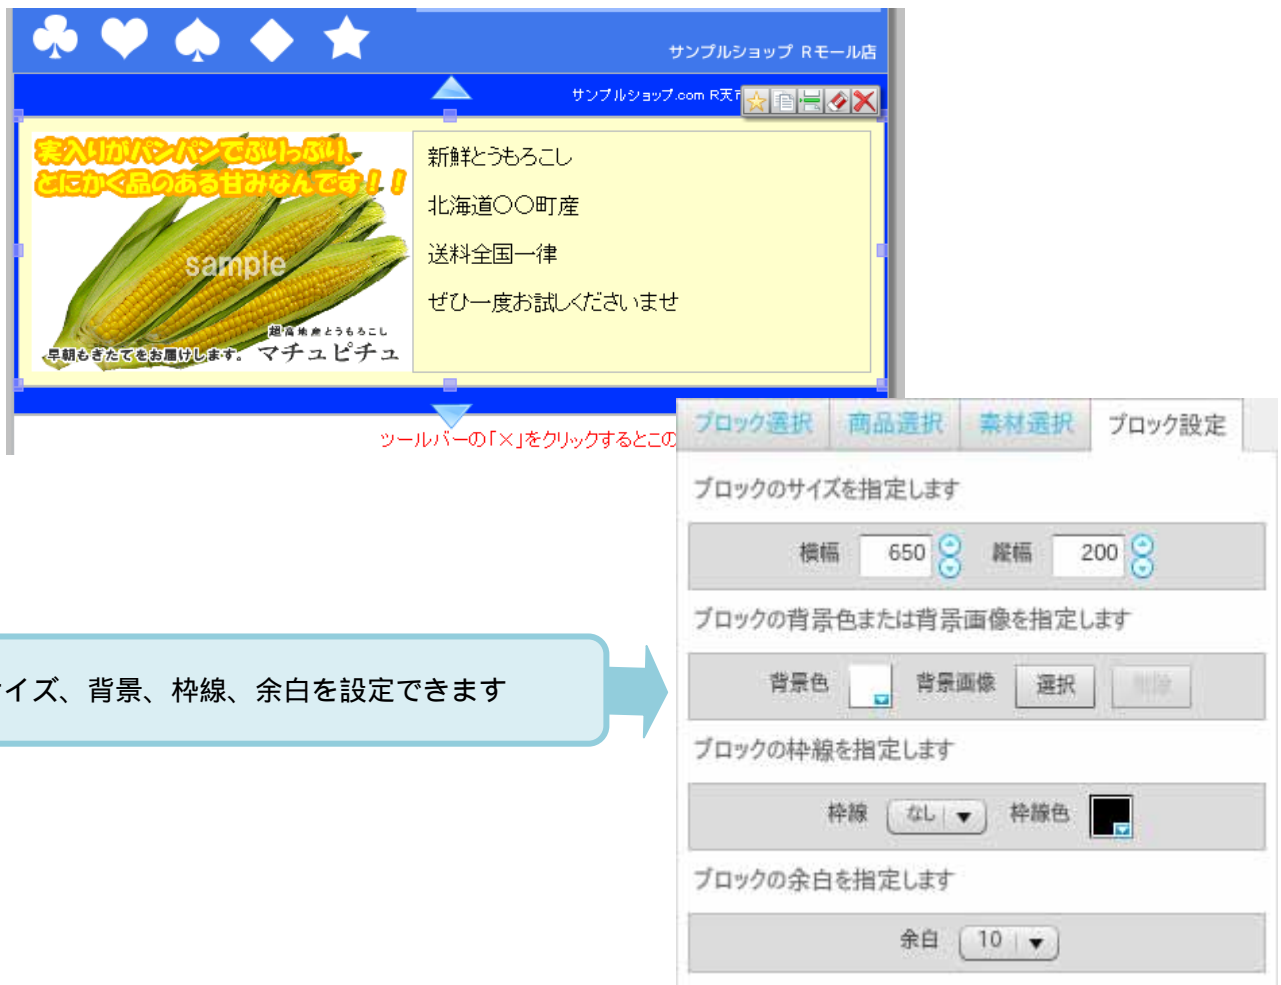 サンプルショップ Rモール店
サンプルショップ.com R天
実入りがパンパンでぷりっぷり、
とにかく品のある甘みなんです！！
sample
超高地産とうもろこし
早朝もぎたてをお届けします。マチュピチュ
新鮮とうもろこし
北海道〇〇町産
送料全国一律
ぜひ一度お試しくださいませ
ツールバーの「×」をクリックするとこの
ブロック選択 商品選択 素材選択 ブロック設定
ブロックのサイズを指定します
横幅 650 縦幅 200
ブロックの背景色または背景画像を指定します
背景色 背景画像 選択 削除
ブロックの枠線を指定します
枠線 なし 枠線色
ブロックの余白を指定します
余白 10
イズ、背景、枠線、余白を設定できます